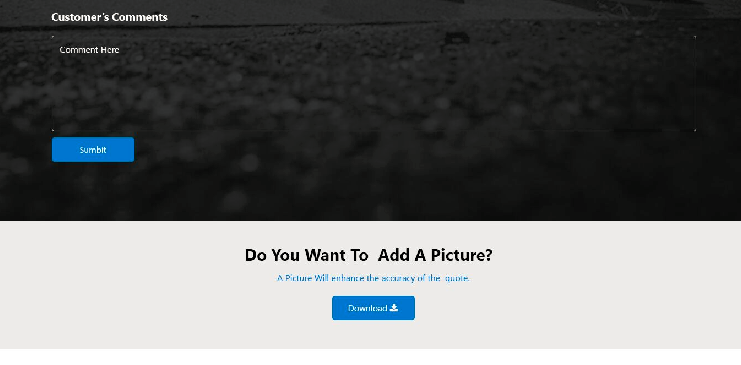 Customer's Comments
Comment Here
Sumbit
Do You Want To  Add A Picture?
A Picture Will enhance the accuracy of the  quote.
Download